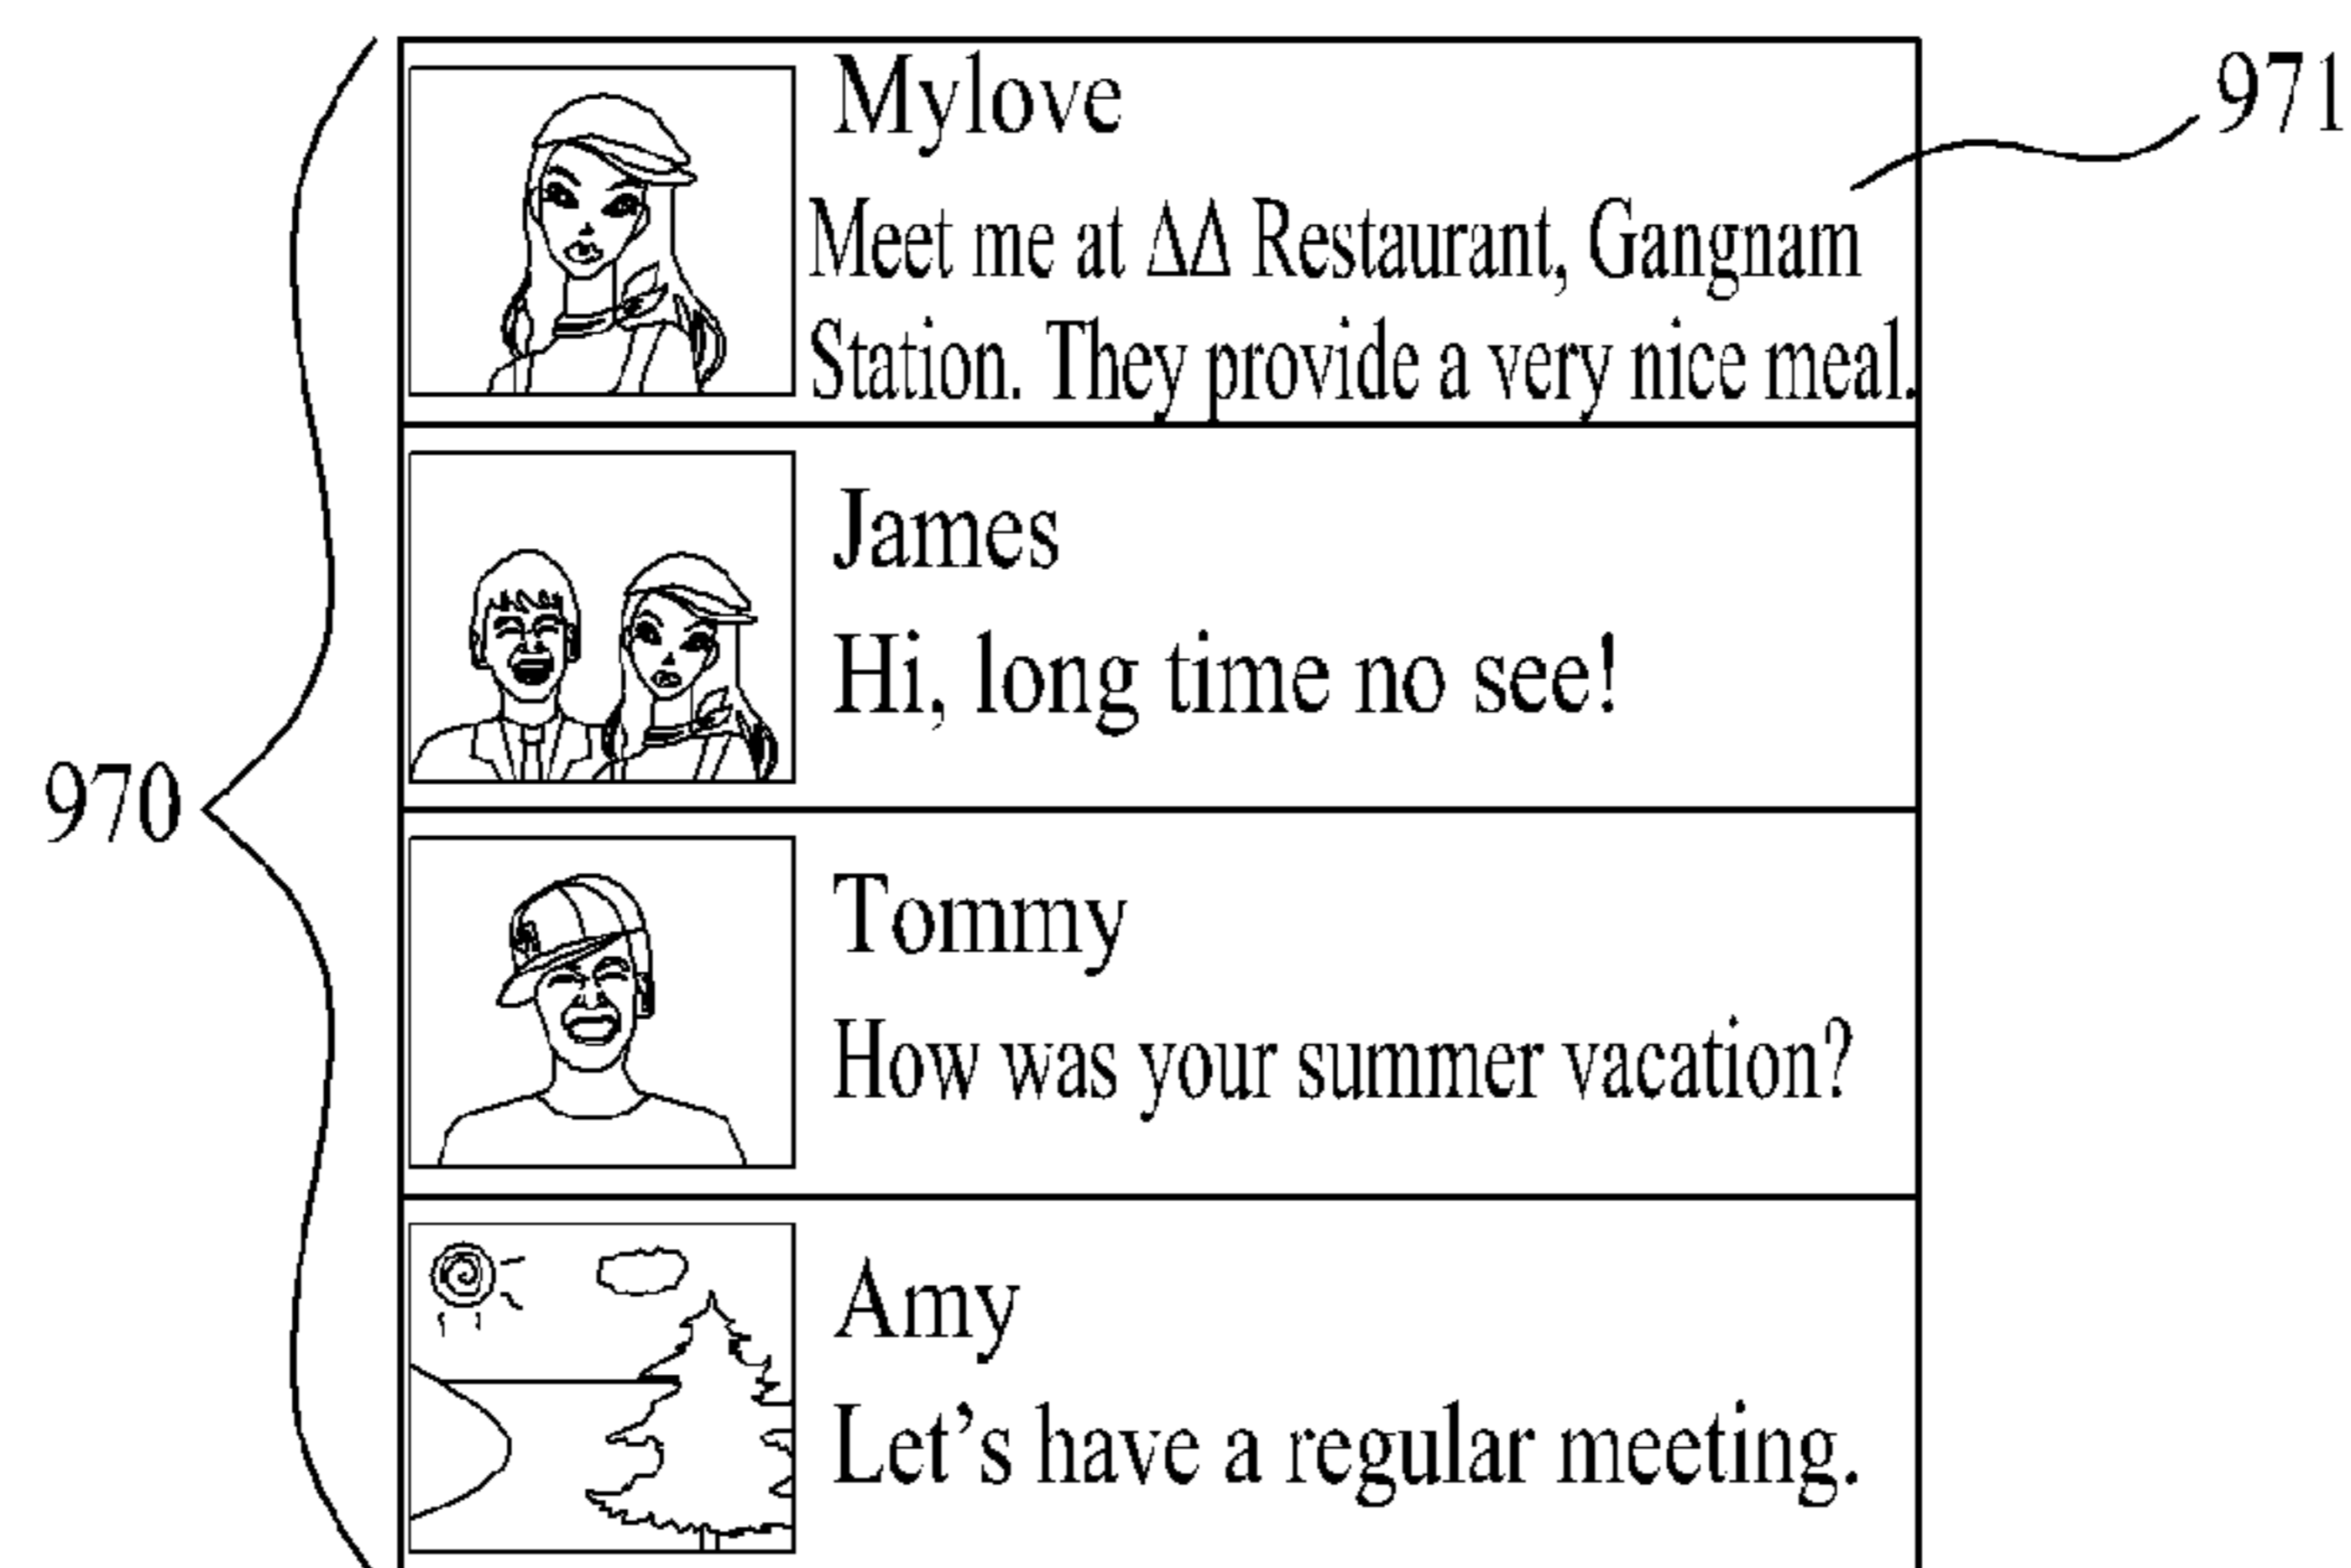 971
Mylove
Meet me at ΔΔ Restaurant, Gangnam
Station. They provide a very nice meal.
James
Hi, long time no see!
970
Tommy
How was your summer vacation?
Amy
Let’s have a regular meeting.